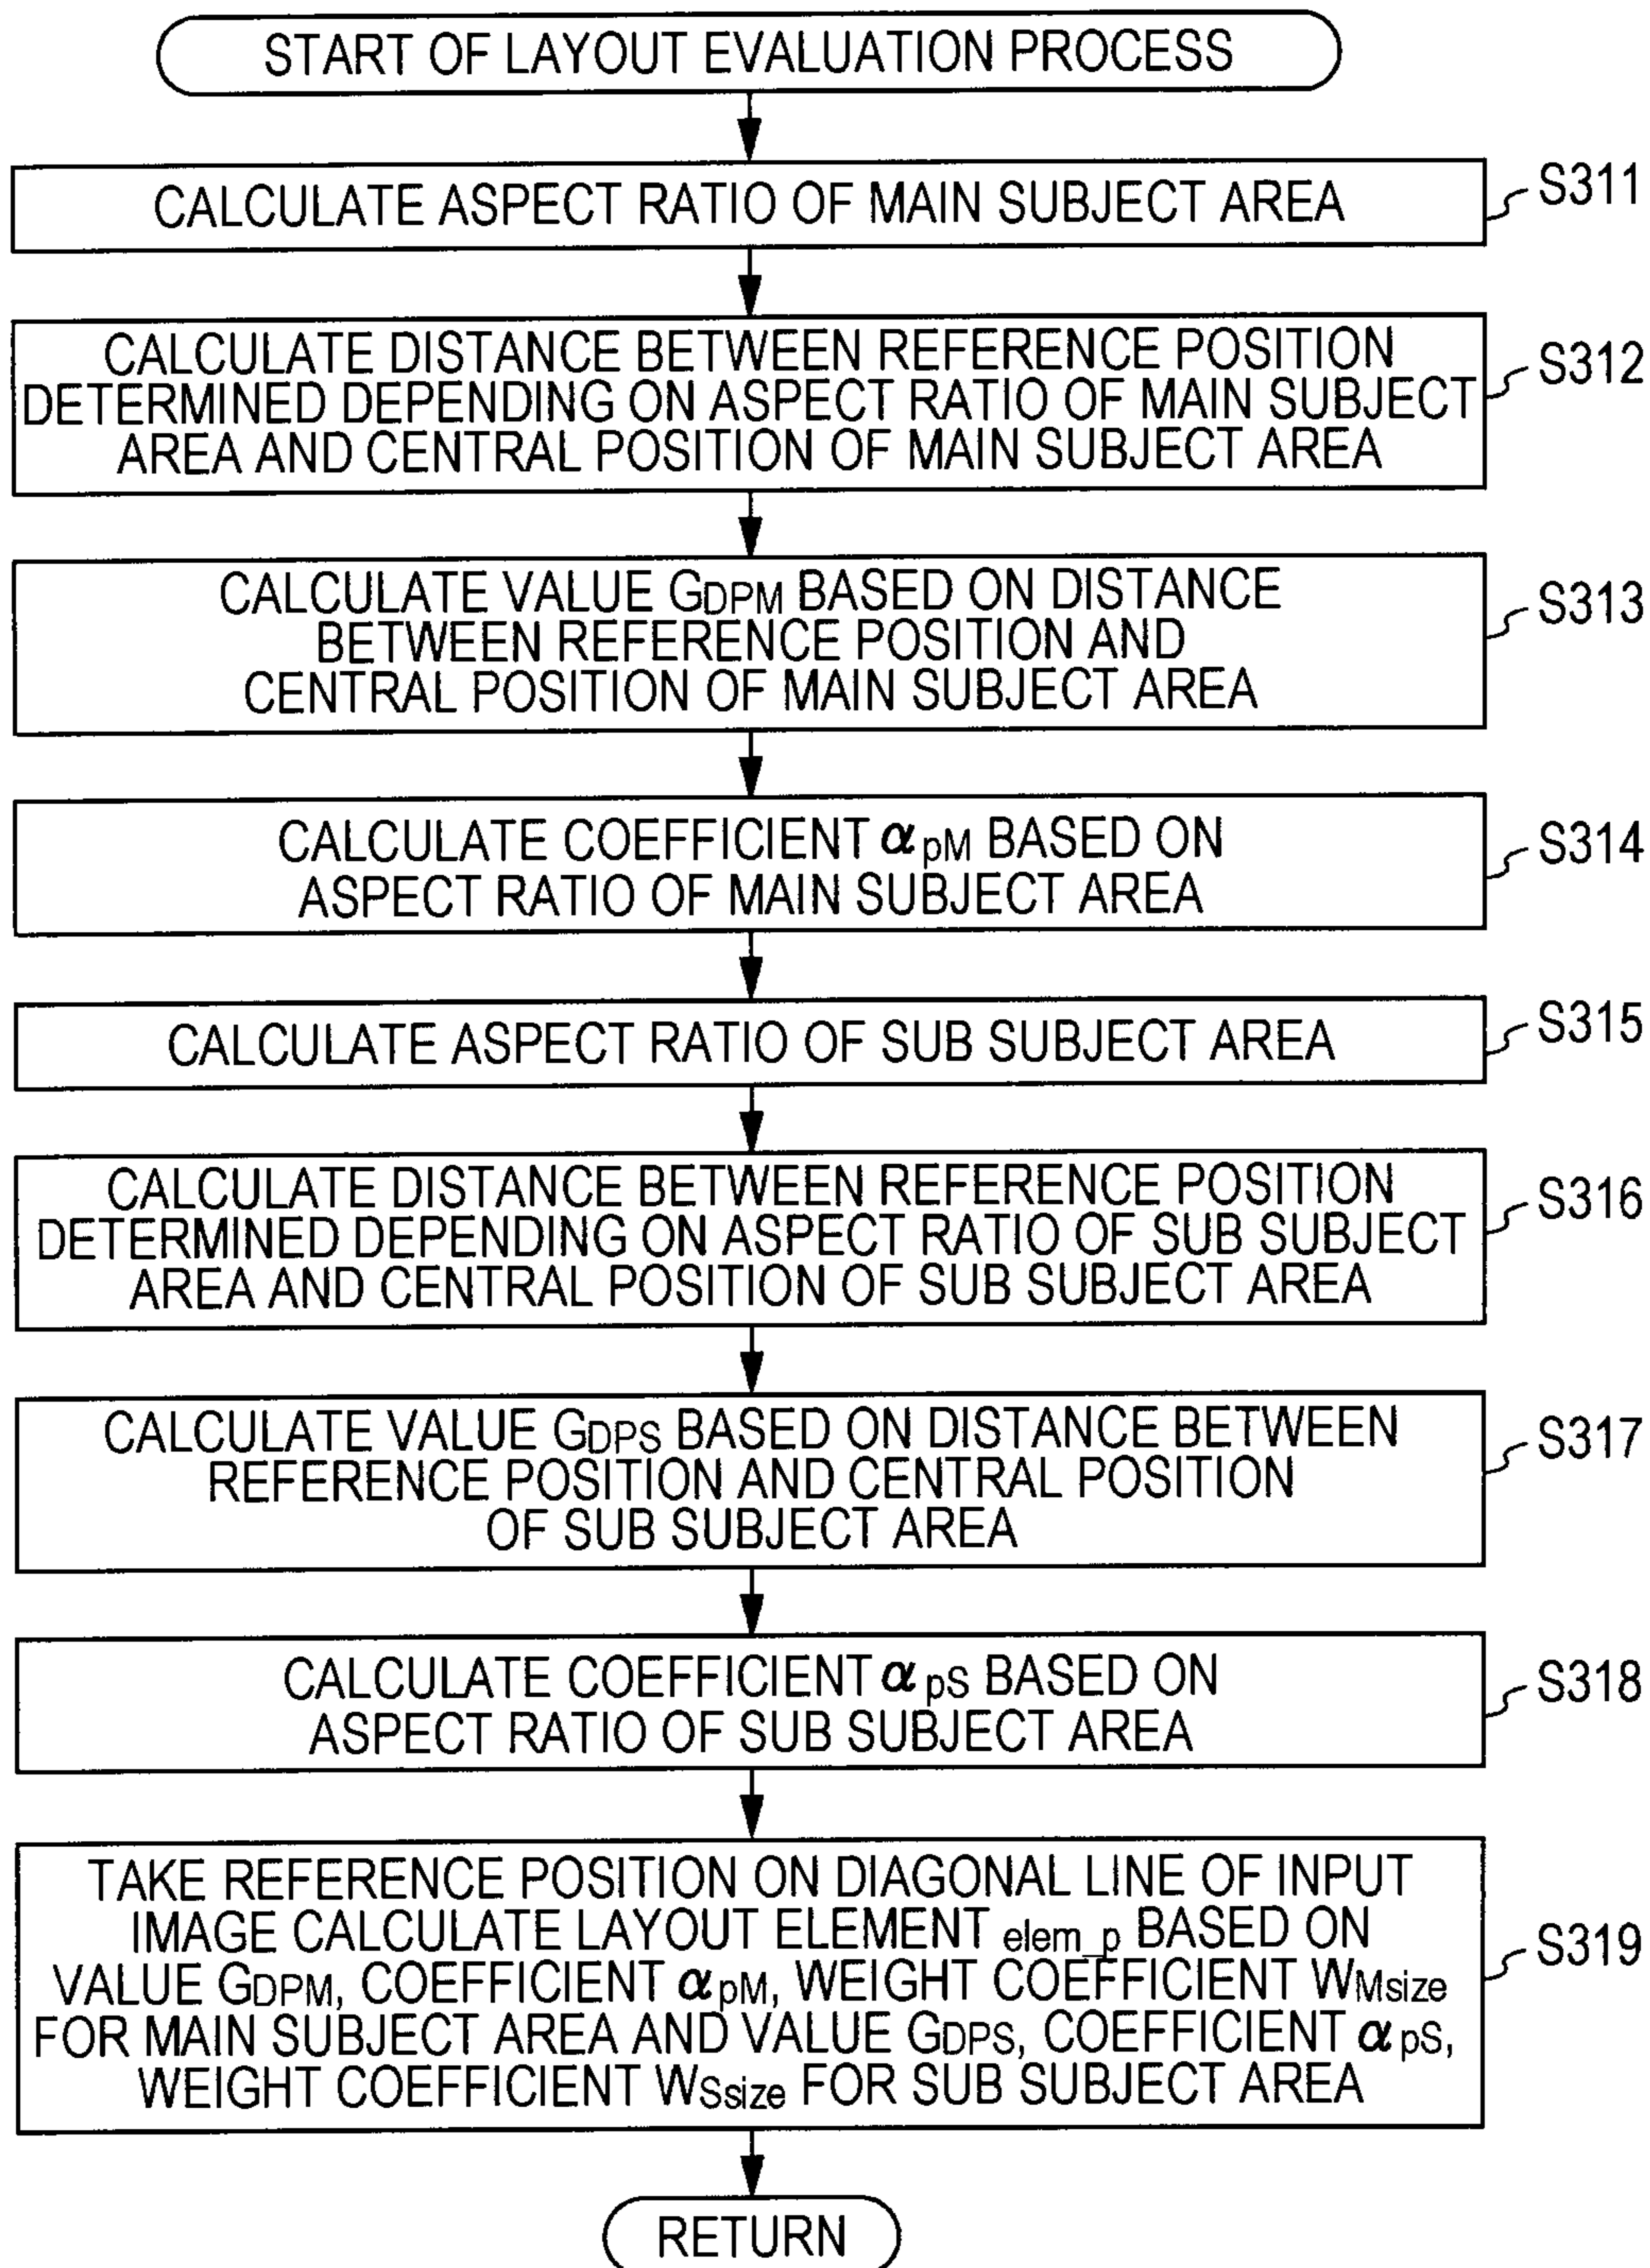 START OF LAYOUT EVALUATION PROCESS
CALCULATE ASPECT RATIO OF MAIN SUBJECT AREA
S311
CALCULATE DISTANCE BETWEEN REFERENCE POSITION
DETERMINED DEPENDING ON ASPECT RATIO OF MAIN SUBJECT
AREA AND CENTRAL POSITION OF MAIN SUBJECT AREA
S312
CALCULATE VALUE GDPM BASED ON DISTANCE
BETWEEN REFERENCE POSITION AND
CENTRAL POSITION OF MAIN SUBJECT AREA
S313
CALCULATE COEFFICIENT αpM BASED ON
ASPECT RATIO OF MAIN SUBJECT AREA
S314
CALCULATE ASPECT RATIO OF SUB SUBJECT AREA
S315
CALCULATE DISTANCE BETWEEN REFERENCE POSITION
DETERMINED DEPENDING ON ASPECT RATIO OF SUB SUBJECT
AREA AND CENTRAL POSITION OF SUB SUBJECT AREA
S316
CALCULATE VALUE GDPS BASED ON DISTANCE BETWEEN
REFERENCE POSITION AND CENTRAL POSITION
OF SUB SUBJECT AREA
S317
CALCULATE COEFFICIENT αpS BASED ON
ASPECT RATIO OF SUB SUBJECT AREA
S318
TAKE REFERENCE POSITION ON DIAGONAL LINE OF INPUT
IMAGE CALCULATE LAYOUT ELEMENT elem_p BASED ON
VALUE GDPM, COEFFICIENT αpM, WEIGHT COEFFICIENT WMsize
FOR MAIN SUBJECT AREA AND VALUE GDPS, COEFFICIENT αpS,
WEIGHT COEFFICIENT WSsize FOR SUB SUBJECT AREA
S319
RETURN